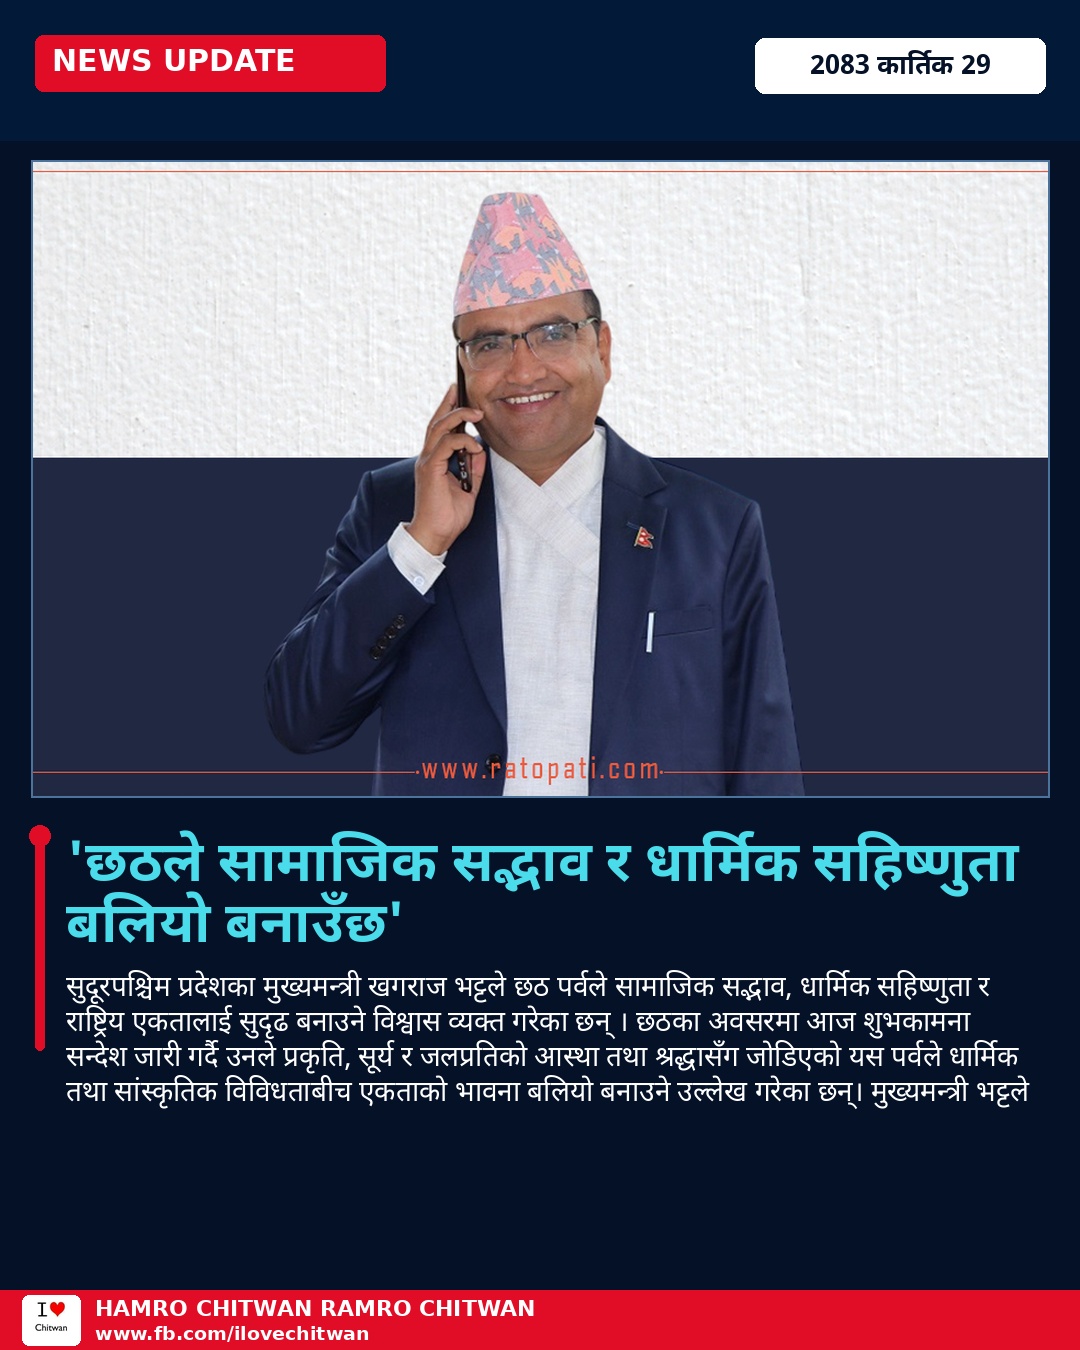 NEWS UPDATE
2083 कार्तिक 29
www.ratopati.com
'छठले सामाजिक सद्भाव र धार्मिक सहिष्णुता
बलियो बनाउँछ'
सुदूरपश्चिम प्रदेशका मुख्यमन्त्री खगराज भट्टले छठ पर्वले सामाजिक सद्भाव, धार्मिक सहिष्णुता र
राष्ट्रिय एकतालाई सुदृढ बनाउने विश्वास व्यक्त गरेका छन् । छठका अवसरमा आज शुभकामना
सन्देश जारी गर्दै उनले प्रकृति, सूर्य र जलप्रतिको आस्था तथा श्रद्धासँग जोडिएको यस पर्वले धार्मिक
तथा सांस्कृतिक विविधताबीच एकताको भावना बलियो बनाउने उल्लेख गरेका छन्। मुख्यमन्त्री भट्टले
I❤
Chitwan
HAMRO CHITWAN RAMRO CHITWAN
www.fb.com/ilovechitwan